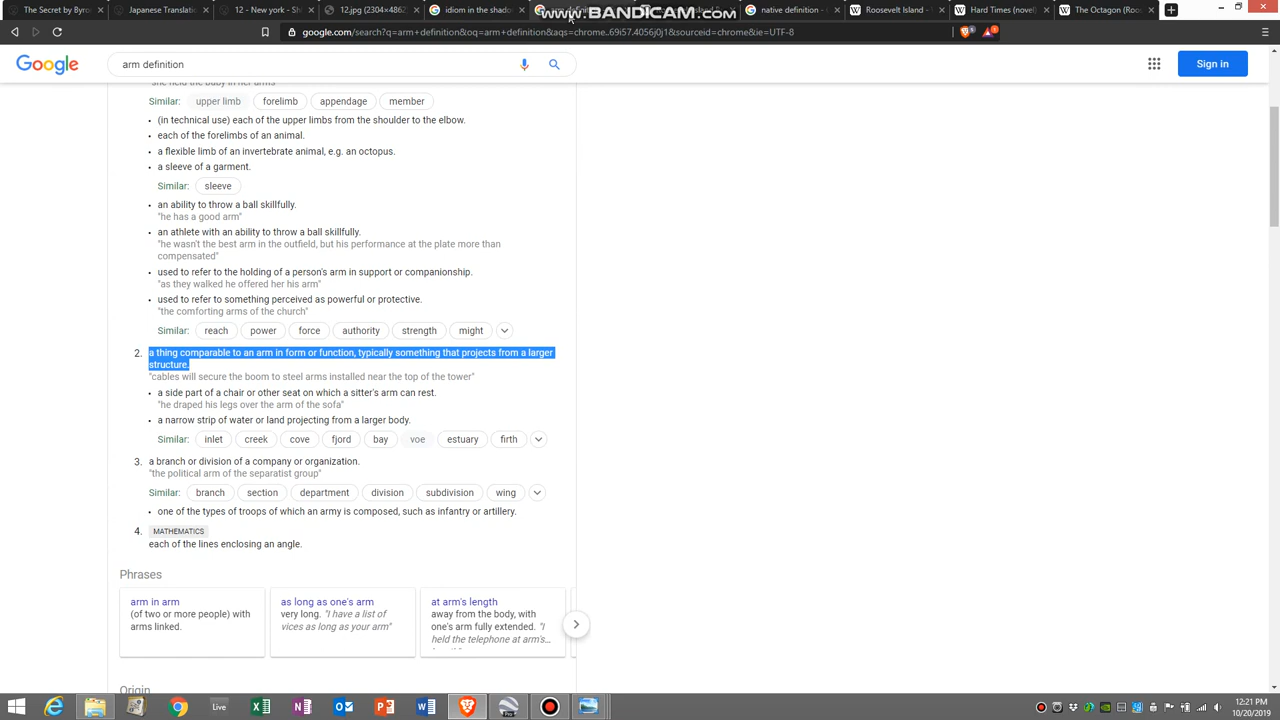 The Secret by Byro
Japanese Translatio
12 - New york - S
12.jpg (2304×4862
idiom in the shado
native definition -
Roosevelt Island -
Hard Times (novel)
The Octagon (Roo
www.BANDICAM.com
google.com/search?q=arm+definition&oq=arm+definition&aqs=chrome..69i57.4056j0j1&sourceid=chrome&ie=UTF-8
Google
arm definition
Sign in
"she held the baby in her arms"
Similar: upper limb forelimb appendage member
• (in technical use) each of the upper limbs from the shoulder to the elbow.
• each of the forelimbs of an animal.
• a flexible limb of an invertebrate animal, e.g. an octopus.
• a sleeve of a garment.
Similar: sleeve
• an ability to throw a ball skillfully.
"he has a good arm"
• an athlete with an ability to throw a ball skillfully.
"he wasn't the best arm in the outfield, but his performance at the plate more than
compensated"
• used to refer to the holding of a person's arm in support or companionship.
"as they walked he offered her his arm"
• used to refer to something perceived as powerful or protective.
"the comforting arms of the church"
Similar: reach power force authority strength might
2. a thing comparable to an arm in form or function, typically something that projects from a larger
structure.
"cables will secure the boom to steel arms installed near the top of the tower"
• a side part of a chair or other seat on which a sitter's arm can rest.
"he draped his legs over the arm of the sofa"
• a narrow strip of water or land projecting from a larger body.
Similar: inlet creek cove fjord bay voe estuary firth
3. a branch or division of a company or organization.
"the political arm of the separatist group"
Similar: branch section department division subdivision wing
• one of the types of troops of which an army is composed, such as infantry or artillery.
4. MATHEMATICS
each of the lines enclosing an angle.
Phrases
arm in arm
(of two or more people) with
arms linked.
as long as one's arm
very long. "I have a list of
vices as long as your arm"
at arm's length
away from the body, with
one's arm fully extended. "I
held the telephone at arm's...
Origin
Live
Pro
12:21 PM
10/20/2019